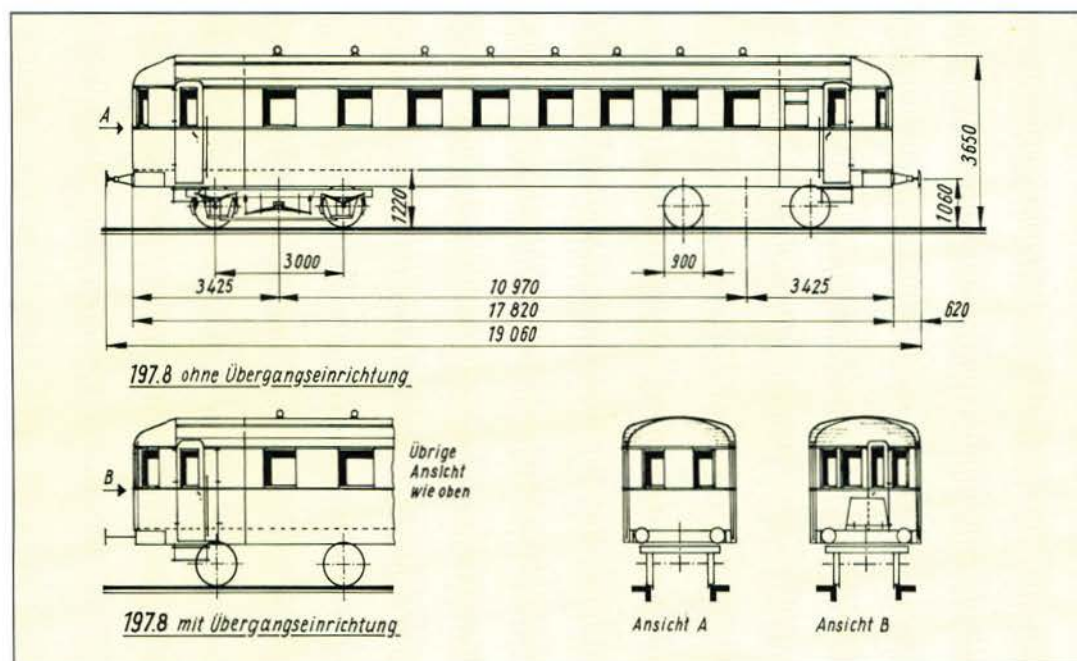 A
3650
1220
1060
3000
900
3425
10 970
3425
17 820
620
19 060
197.8 ohne Übergangseinrichtung
B
Übrige
Ansicht
wie oben
197.8 mit Übergangseinrichtung
Ansicht A
Ansicht B